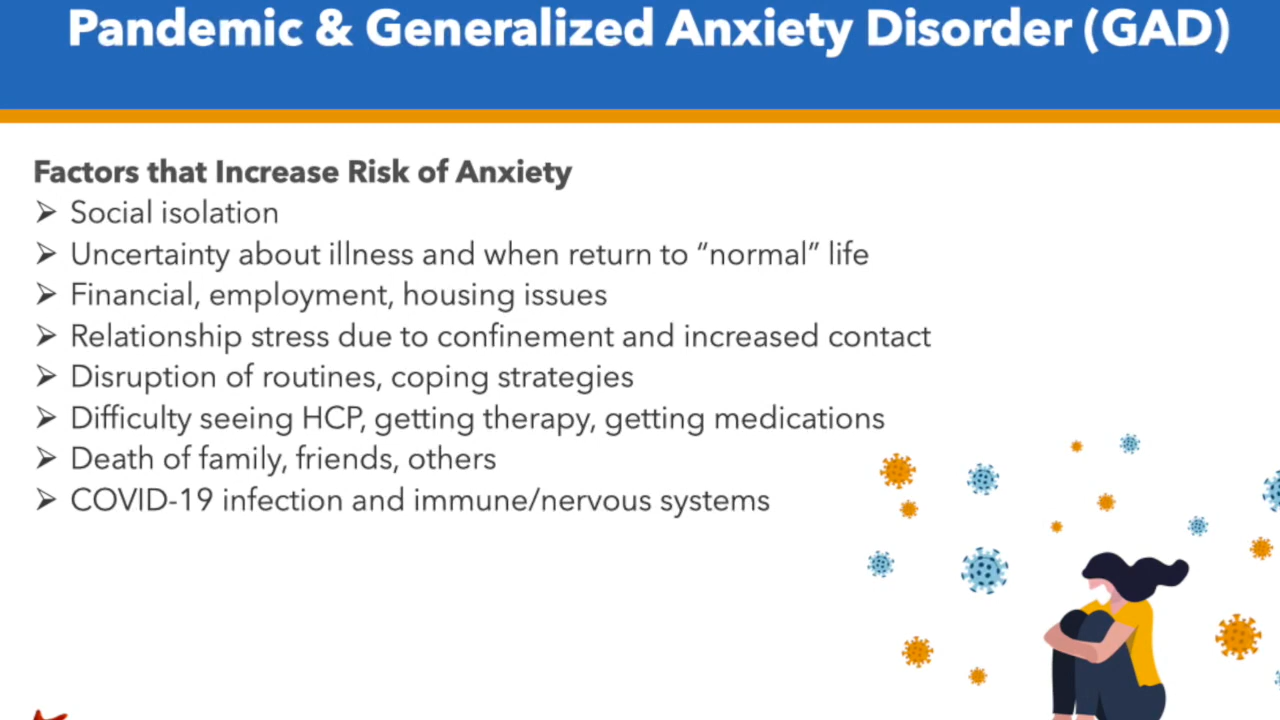 Pandemic & Generalized Anxiety Disorder (GAD)
Factors that Increase Risk of Anxiety
➤ Social isolation
➤ Uncertainty about illness and when return to “normal” life
➤ Financial, employment, housing issues
➤ Relationship stress due to confinement and increased contact
➤ Disruption of routines, coping strategies
➤ Difficulty seeing HCP, getting therapy, getting medications
➤ Death of family, friends, others
➤ COVID-19 infection and immune/nervous systems